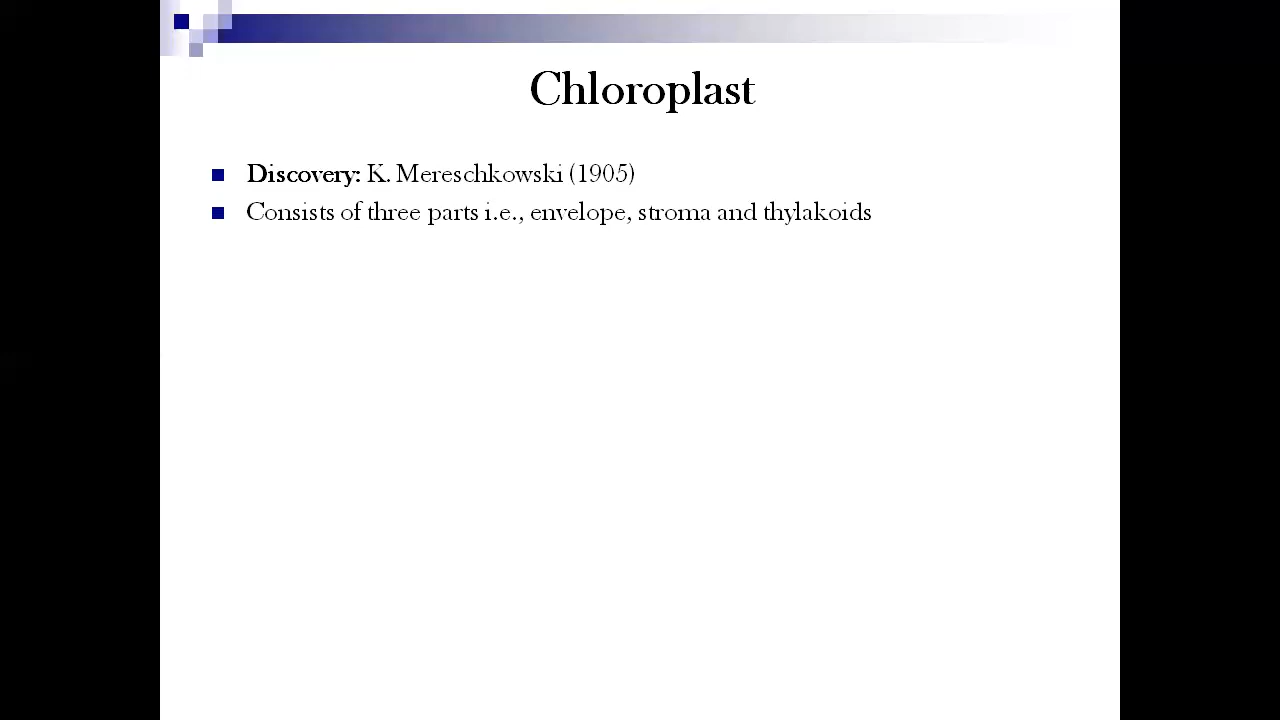 Chloroplast
Discovery: K. Mereschkowski (1905)
Consists of three parts i.e., envelope, stroma and thylakoids